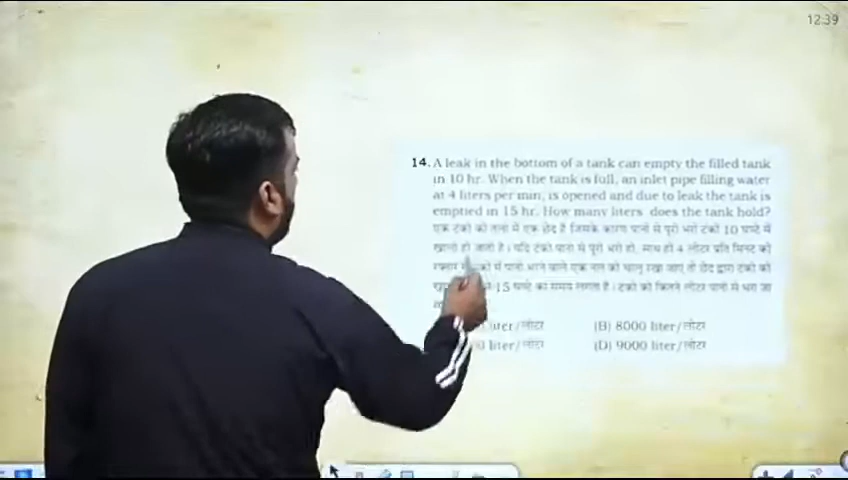 12:39
14. A leak in the bottom of a tank can empty the filled tank
in 10 hr. When the tank is full, an inlet pipe filling water
at 4 liters per min, is opened and due to leak the tank is
emptied in 15 hr. How many liters does the tank hold?
एक टंकी की तली में एक छेद है जिसके कारण पानी से पूरी भरी टंकी 10 घण्टे में
खाली हो जाती है। यदि टंकी पानी से पूरी भरी हो, साथ ही 4 लीटर प्रति मिनट की
में पानी भरने वाले एक नल को चालू रखा जाए तो छेद द्वारा टंकी को
15 घण्टे का समय लगता है। टंकी को कितने लीटर पानी से भरा जा
liter/लीटर (B) 8000 liter/लीटर
liter/लीटर (D) 9000 liter/लीटर